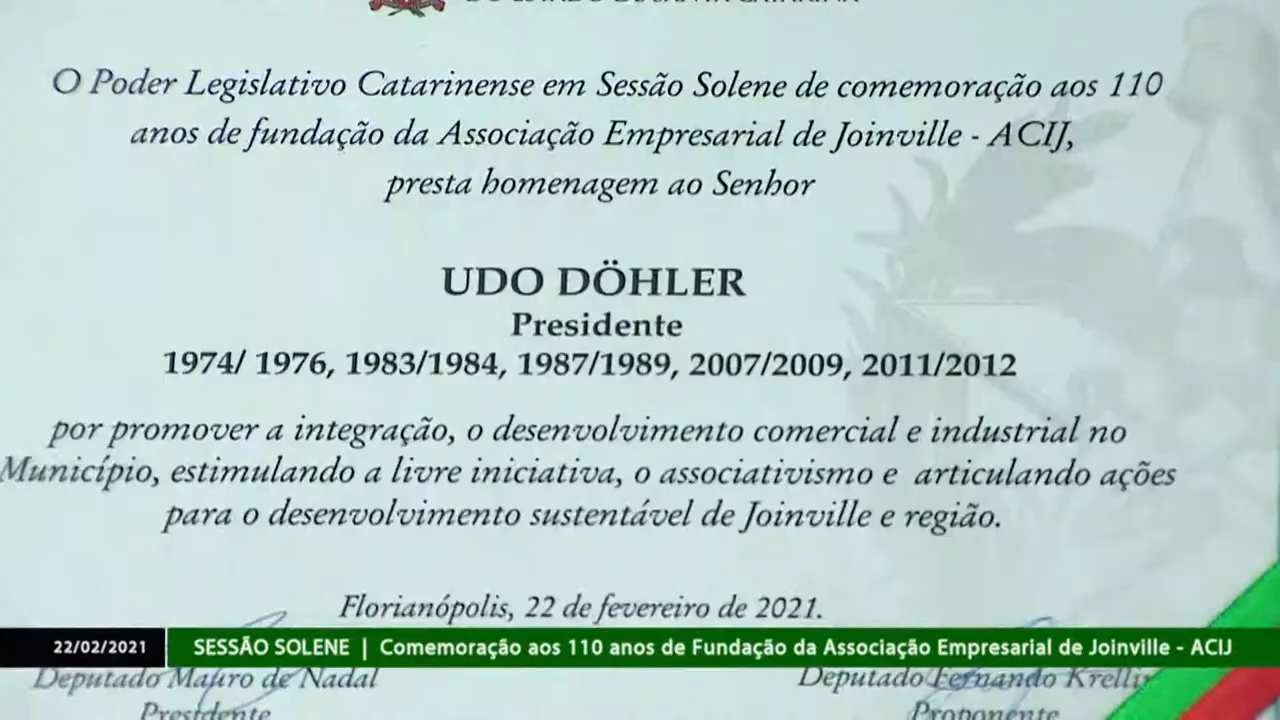 O Poder Legislativo Catarinense em Sessão Solene de comemoração aos 110
anos de fundação da Associação Empresarial de Joinville - ACIJ,
presta homenagem ao Senhor
UDO DÖHLER
Presidente
1974/ 1976, 1983/1984, 1987/1989, 2007/2009, 2011/2012
por promover a integração, o desenvolvimento comercial e industrial no
Município, estimulando a livre iniciativa, o associativismo e articulando ações
para o desenvolvimento sustentável de Joinville e região.
Florianópolis, 22 de fevereiro de 2021.
22/02/2021 SESSÃO SOLENE | Comemoração aos 110 anos de Fundação da Associação Empresarial de Joinville - ACIJ
Deputado Mauro de Nadal Deputado Fernando
Presidente Proponente